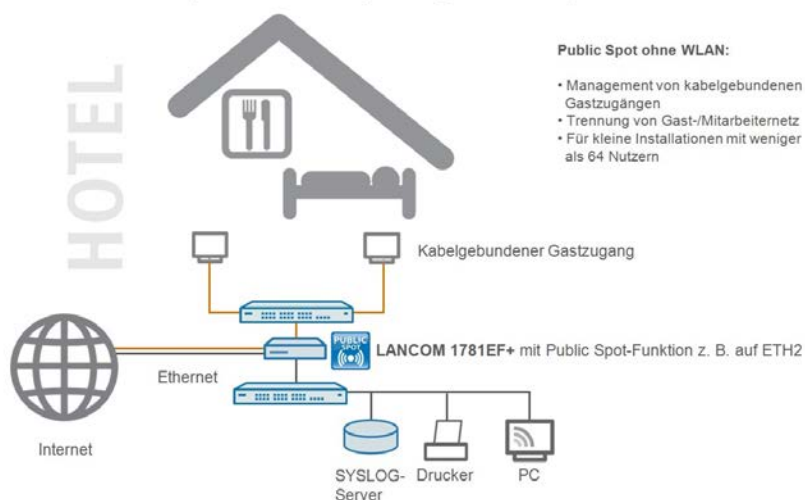 HOTEL
Public Spot ohne WLAN:
• Management von kabelgebundenen
Gastzugängen
• Trennung von Gast-/Mitarbeiternetz
• Für kleine Installationen mit weniger
als 64 Nutzern
Kabelgebundener Gastzugang
PUBLIC
SPOT
LANCOM 1781EF+ mit Public Spot-Funktion z. B. auf ETH2
Ethernet
Internet
SYSLOG-
Server
Drucker
PC